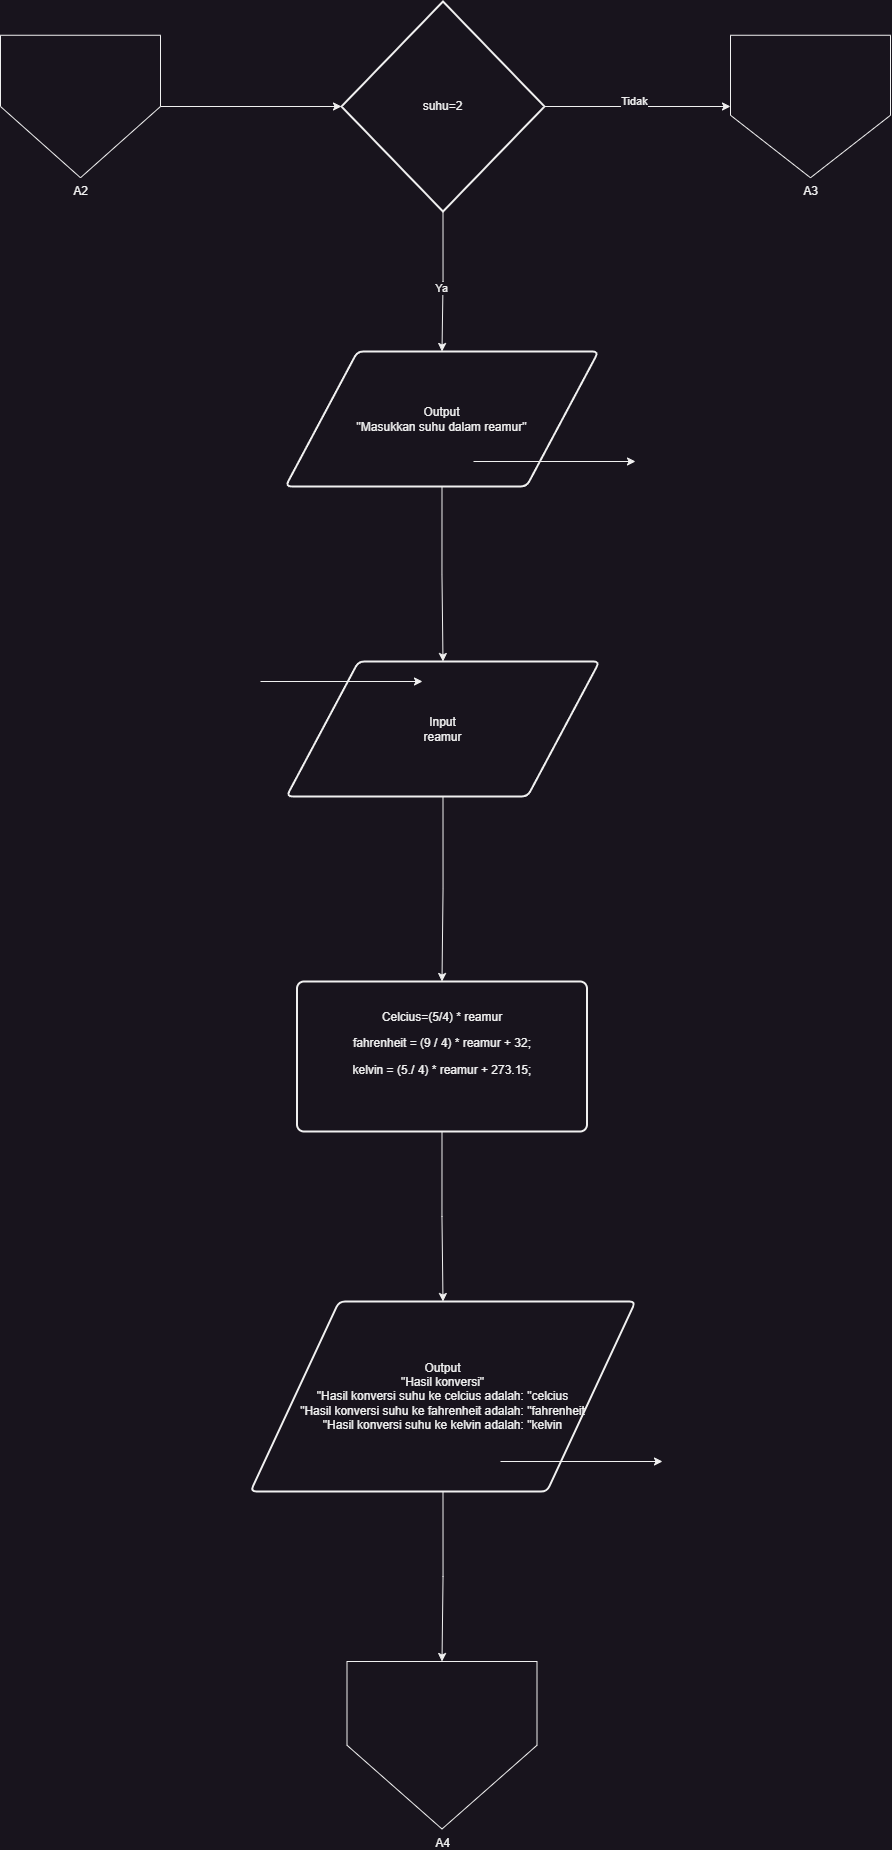 suhu=2
Tidak
A2
A3
Ya
Output
"Masukkan suhu dalam reamur"
Input
reamur
Celcius=(5/4) * reamur
fahrenheit = (9 / 4) * reamur + 32;
kelvin = (5./ 4) * reamur + 273.15;
Output
"Hasil konversi"
"Hasil konversi suhu ke celcius adalah: "celcius
"Hasil konversi suhu ke fahrenheit adalah: "fahrenheit
"Hasil konversi suhu ke kelvin adalah: "kelvin
A4